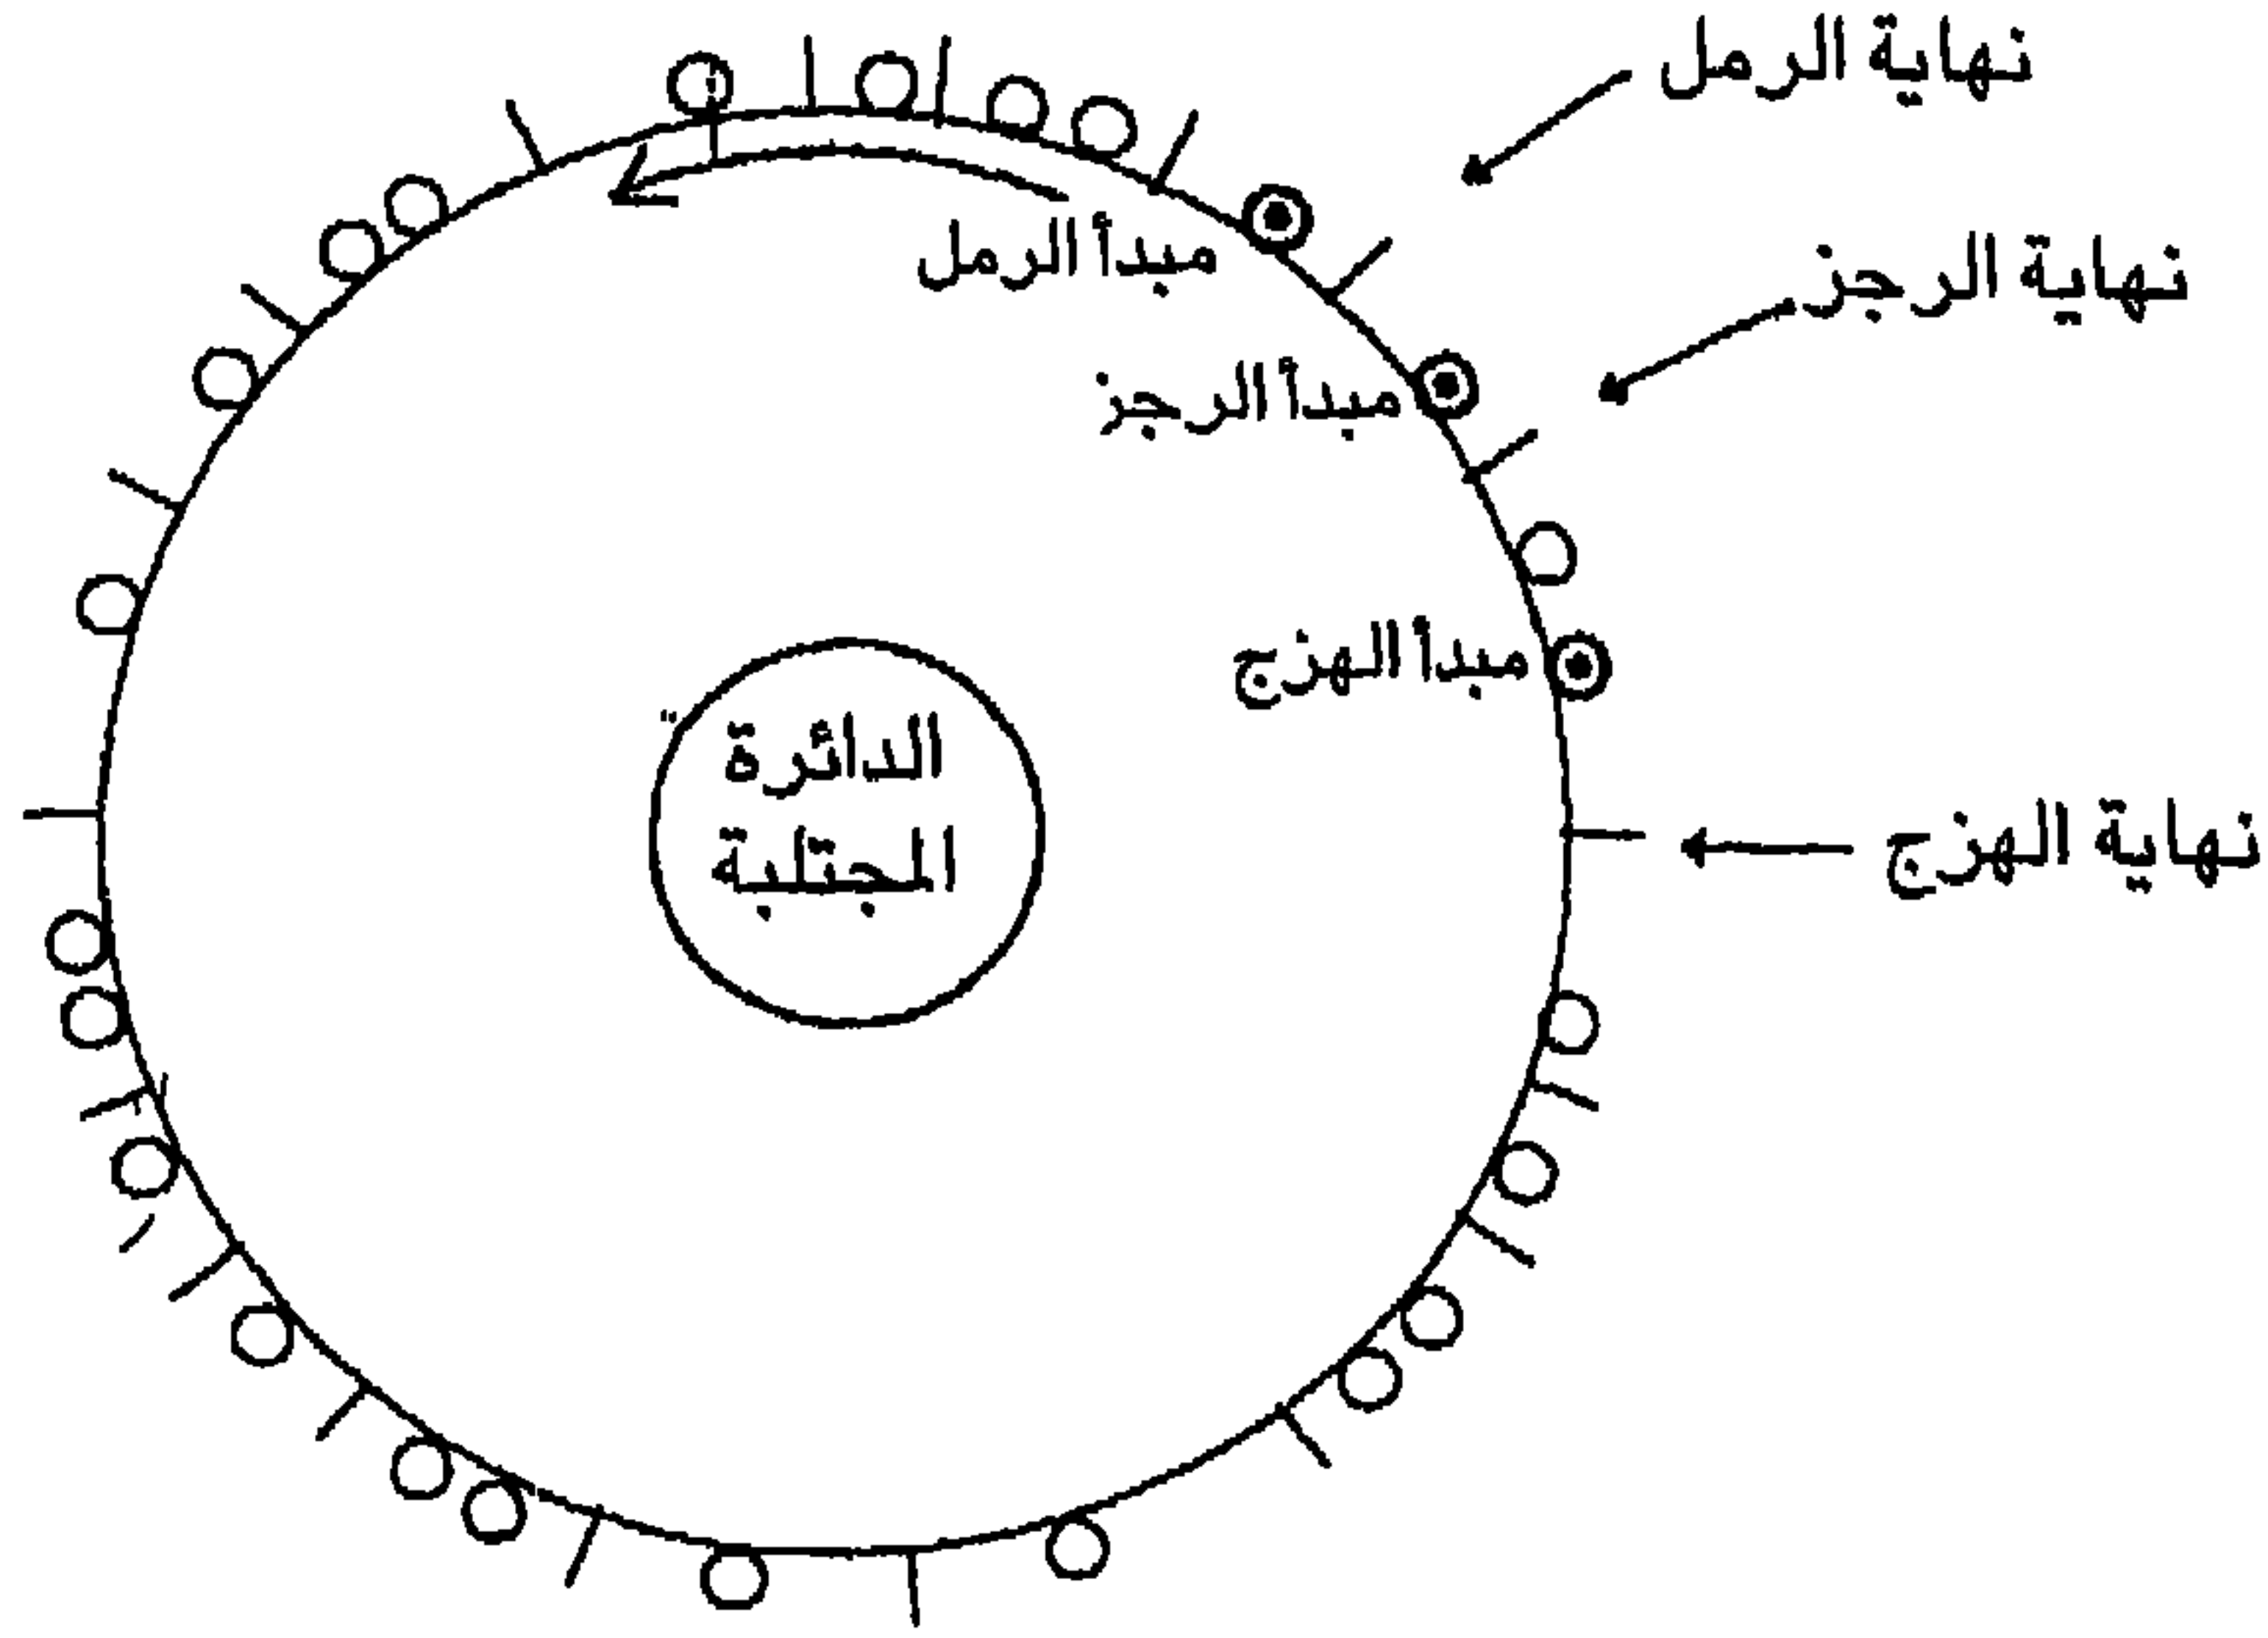 نهاية الرمل
مبدأ الرمل
نهاية الرجز
مبدأ الرجز
مبدأ الهزج
الدائرة
المجتلبة
نهاية الهزج